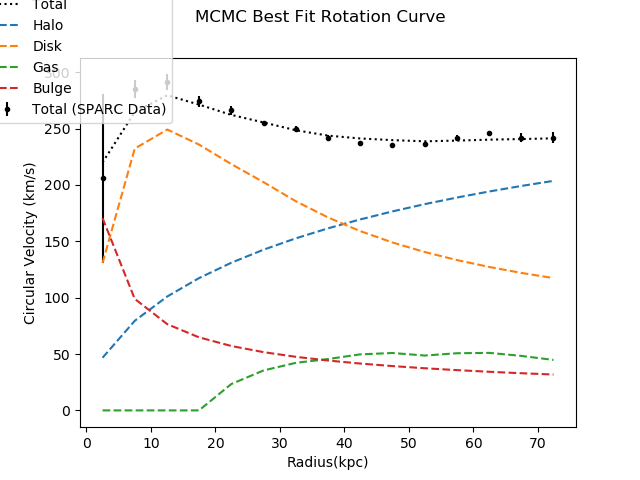 MCMC Best Fit Rotation Curve
Total
Halo
Disk
Gas
Bulge
Total (SPARC Data)
Circular Velocity (km/s)
300
250
200
150
100
50
0
0 10 20 30 40 50 60 70
Radius(kpc)